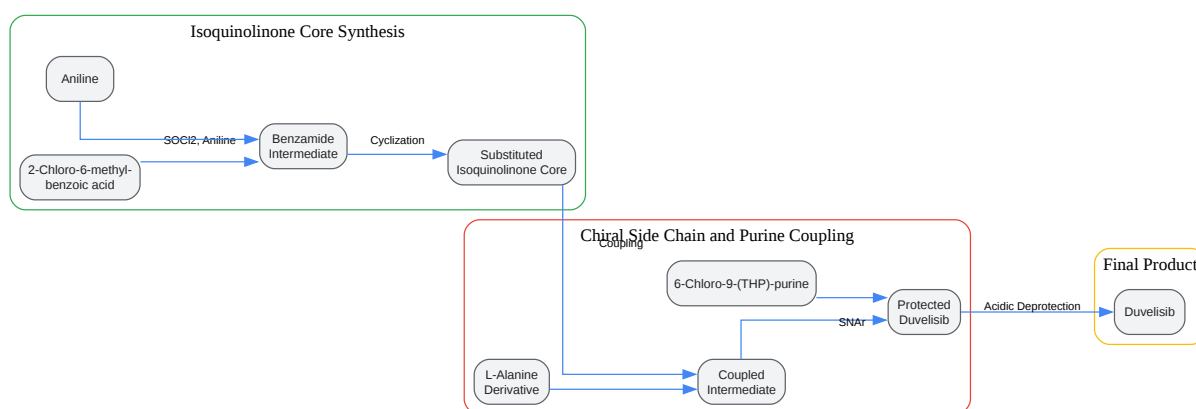 Isoquinolinone Core Synthesis
Aniline
SOCl2, Aniline
2-Chloro-6-methyl-
benzoic acid
Benzamide
Intermediate
Cyclization
Substituted
Isoquinolinone Core
Chiral Side Chain and Purine Coupling
Coupling
6-Chloro-9-(THP)-purine
SNAr
L-Alanine
Derivative
Coupled
Intermediate
Protected
Duvelisib
Acidic Deprotection
Final Product
Duvelisib